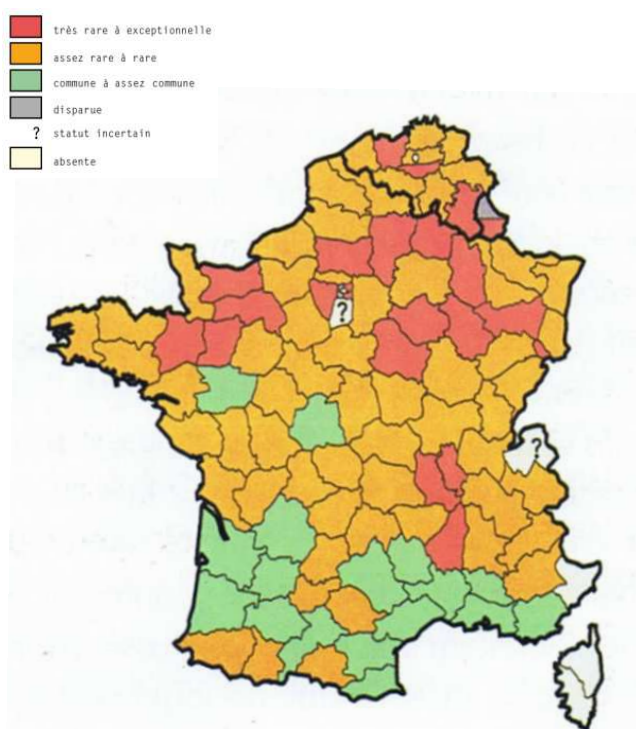 très rare à exceptionnelle
assez rare à rare
commune à assez commune
disparue
? statut incertain
absente
?
?